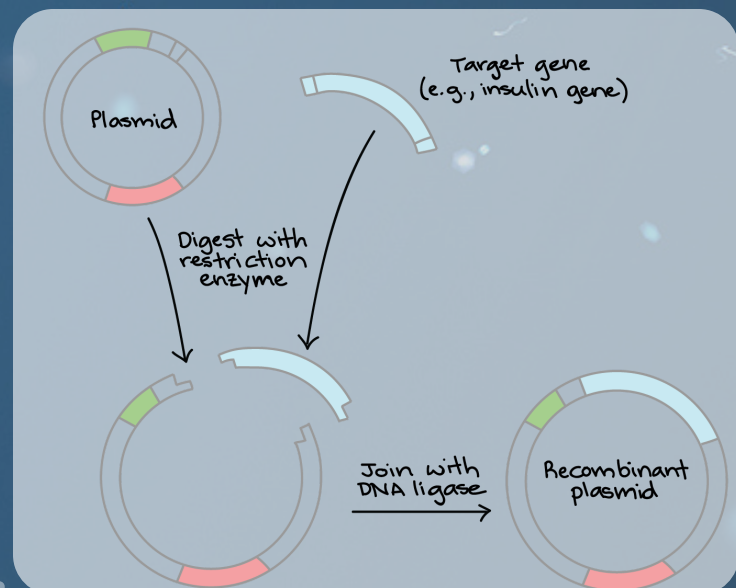 Plasmid
Target gene
(e.g., insulin gene)
Digest with
restriction
enzyme
Join with
DNA ligase
Recombinant
plasmid